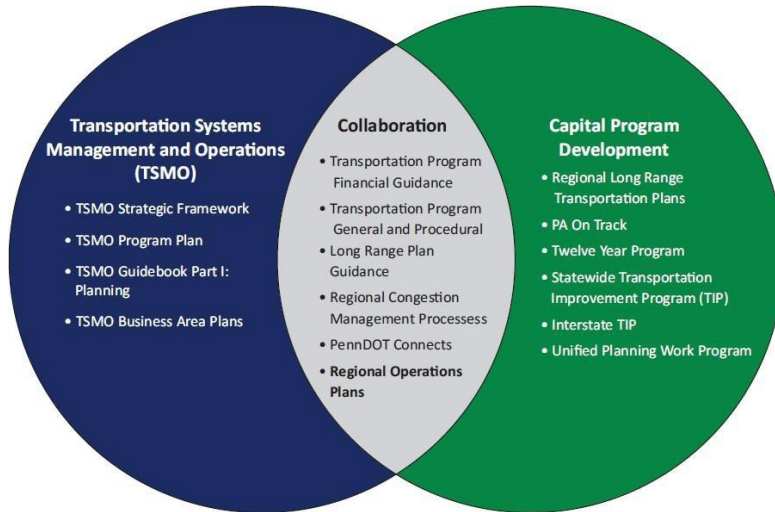 Transportation Systems
Management and Operations
(TSMO)
• TSMO Strategic Framework
• TSMO Program Plan
• TSMO Guidebook Part I:
Planning
• TSMO Business Area Plans
Collaboration
• Transportation Program
Financial Guidance
• Transportation Program
General and Procedural
• Long Range Plan
Guidance
• Regional Congestion
Management Processess
• PennDOT Connects
• Regional Operations
Plans
Capital Program
Development
• Regional Long Range
Transportation Plans
• PA On Track
• Twelve Year Program
• Statewide Transportation
Improvement Program (TIP)
• Interstate TIP
• Unified Planning Work Program